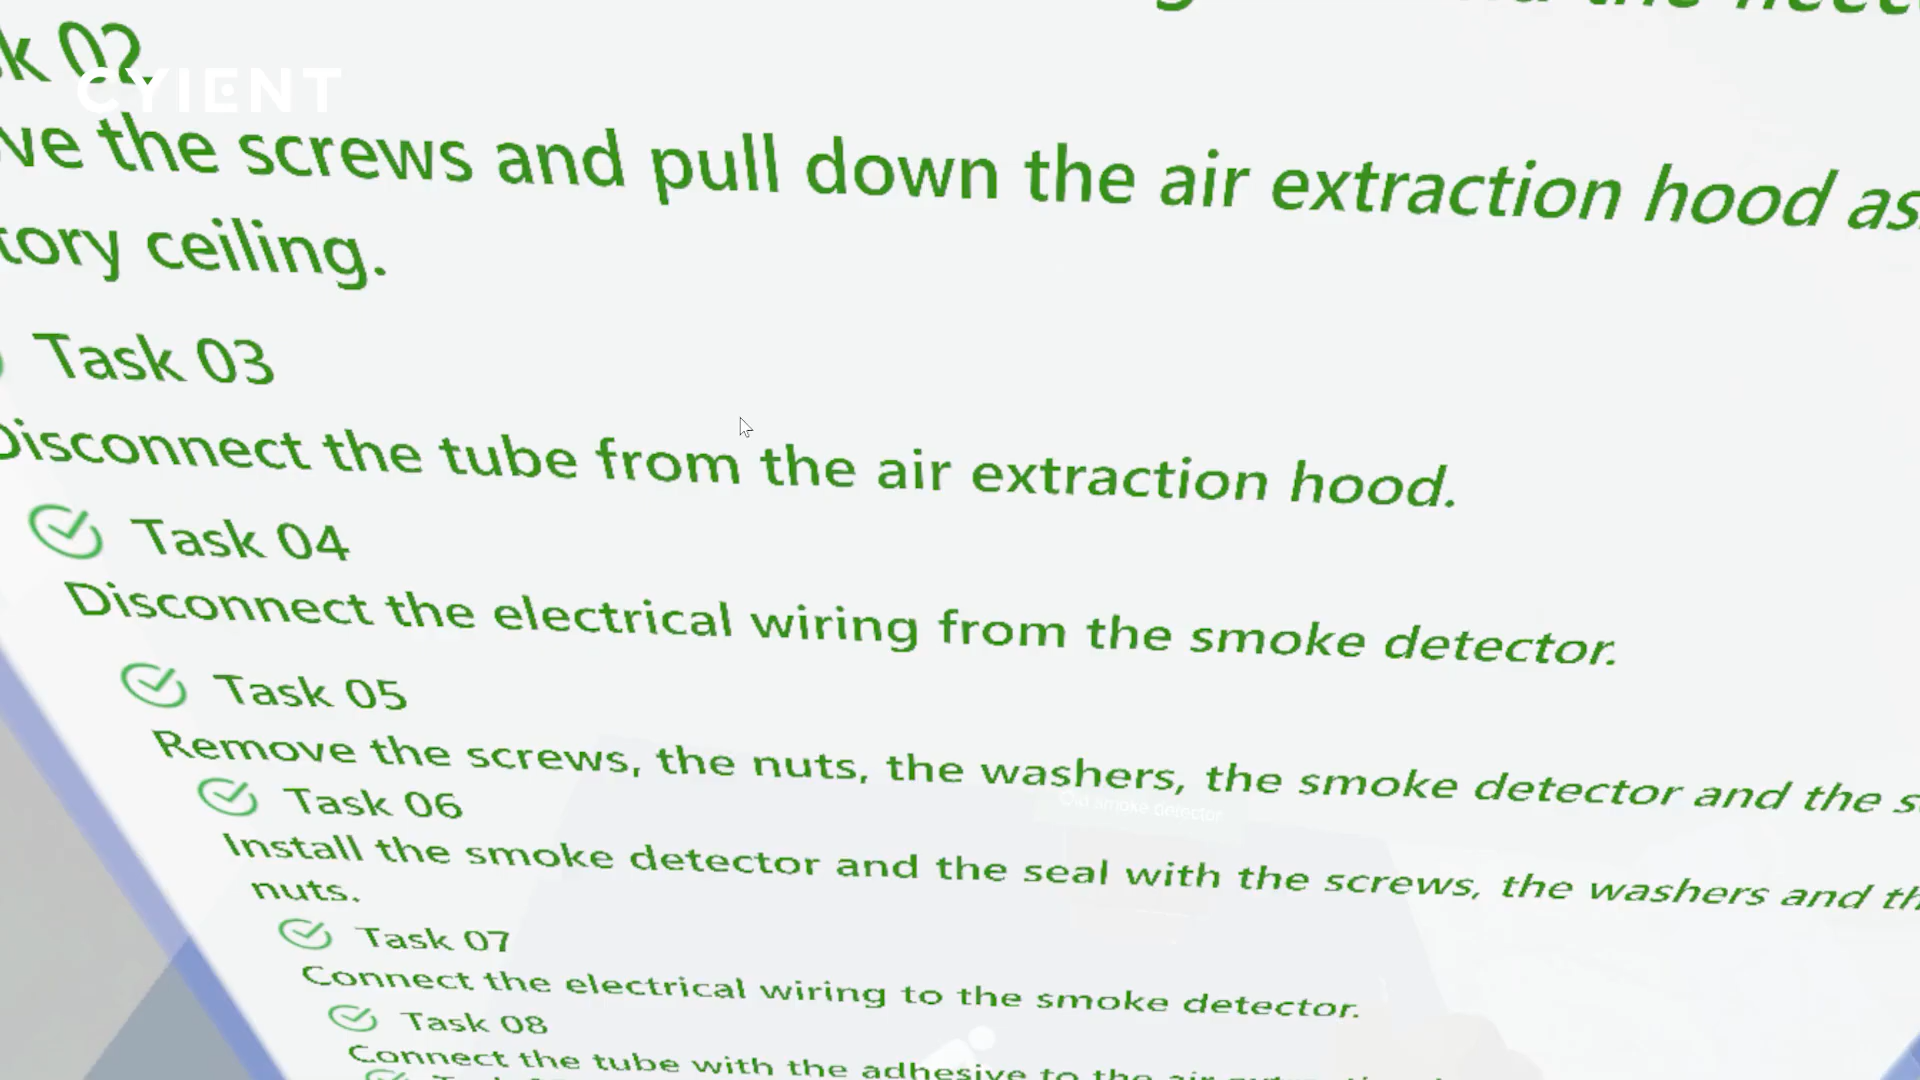 k 02
CYIENT
ve the screws and pull down the air extraction hood as
tory ceiling.
Task 03
Disconnect the tube from the air extraction hood.
Task 04
Disconnect the electrical wiring from the smoke detector.
Task 05
Remove the screws, the nuts, the washers, the smoke detector and the s
Old smoke detector
Task 06
Install the smoke detector and the seal with the screws, the washers and th
nuts.
Task 07
Connect the electrical wiring to the smoke detector.
Task 08
Connect the tube with the adhesive to the air